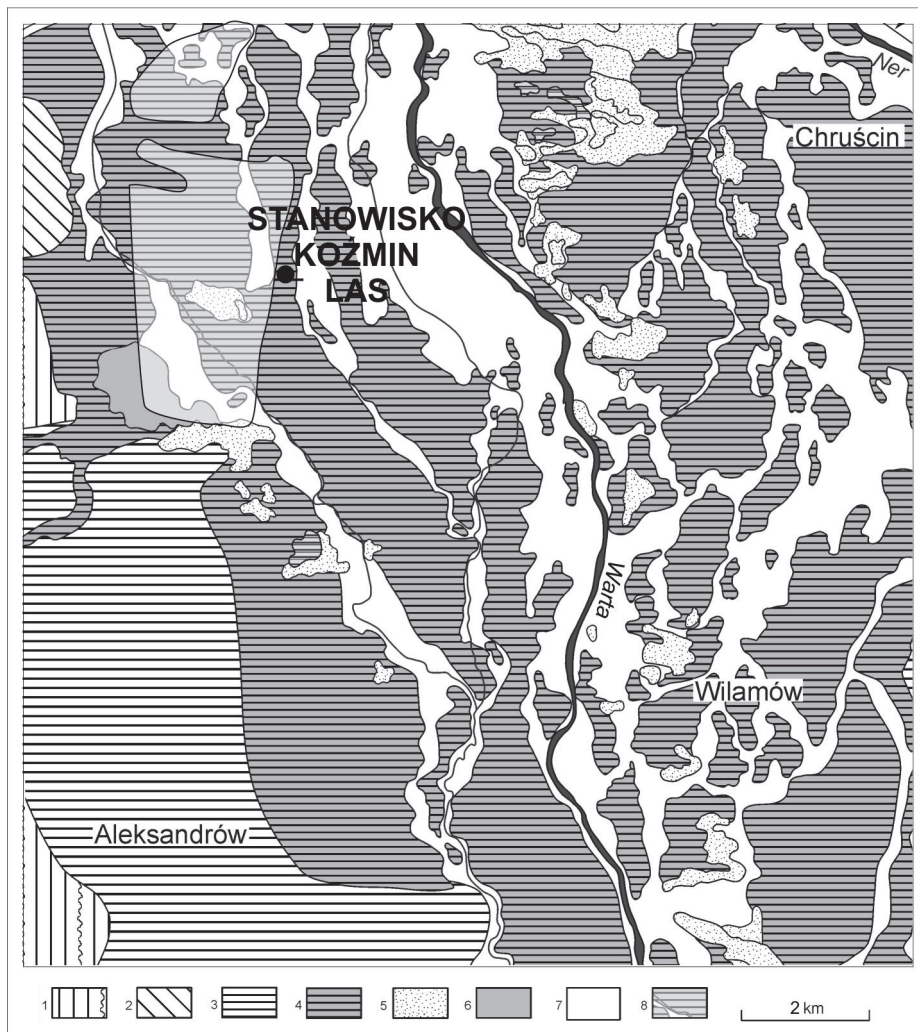 Ner
Chruścin
STANOWISKO
KOŹMIN
LAS
Warta
Wilamów
Aleksandrów
1 2 3 4 5 6 7 8 2 km